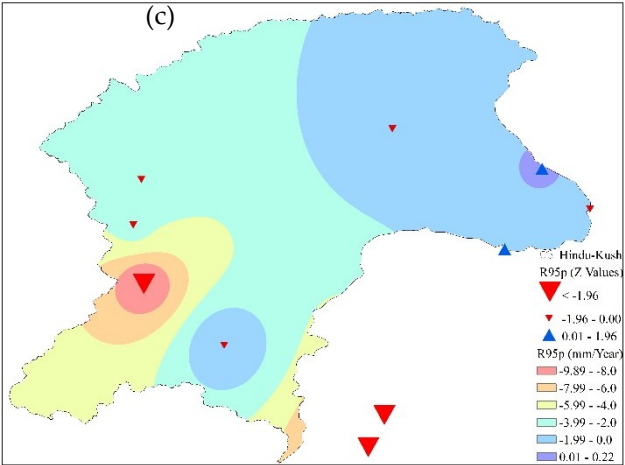 (c)
Hindu-Kush
R95p (Z Values)
< -1.96
-1.96 - 0.00
0.01 - 1.96
R95p (mm/Year)
-9.89 - -8.0
-7.99 - -6.0
-5.99 - -4.0
-3.99 - -2.0
-1.99 - 0.0
0.01 - 0.22